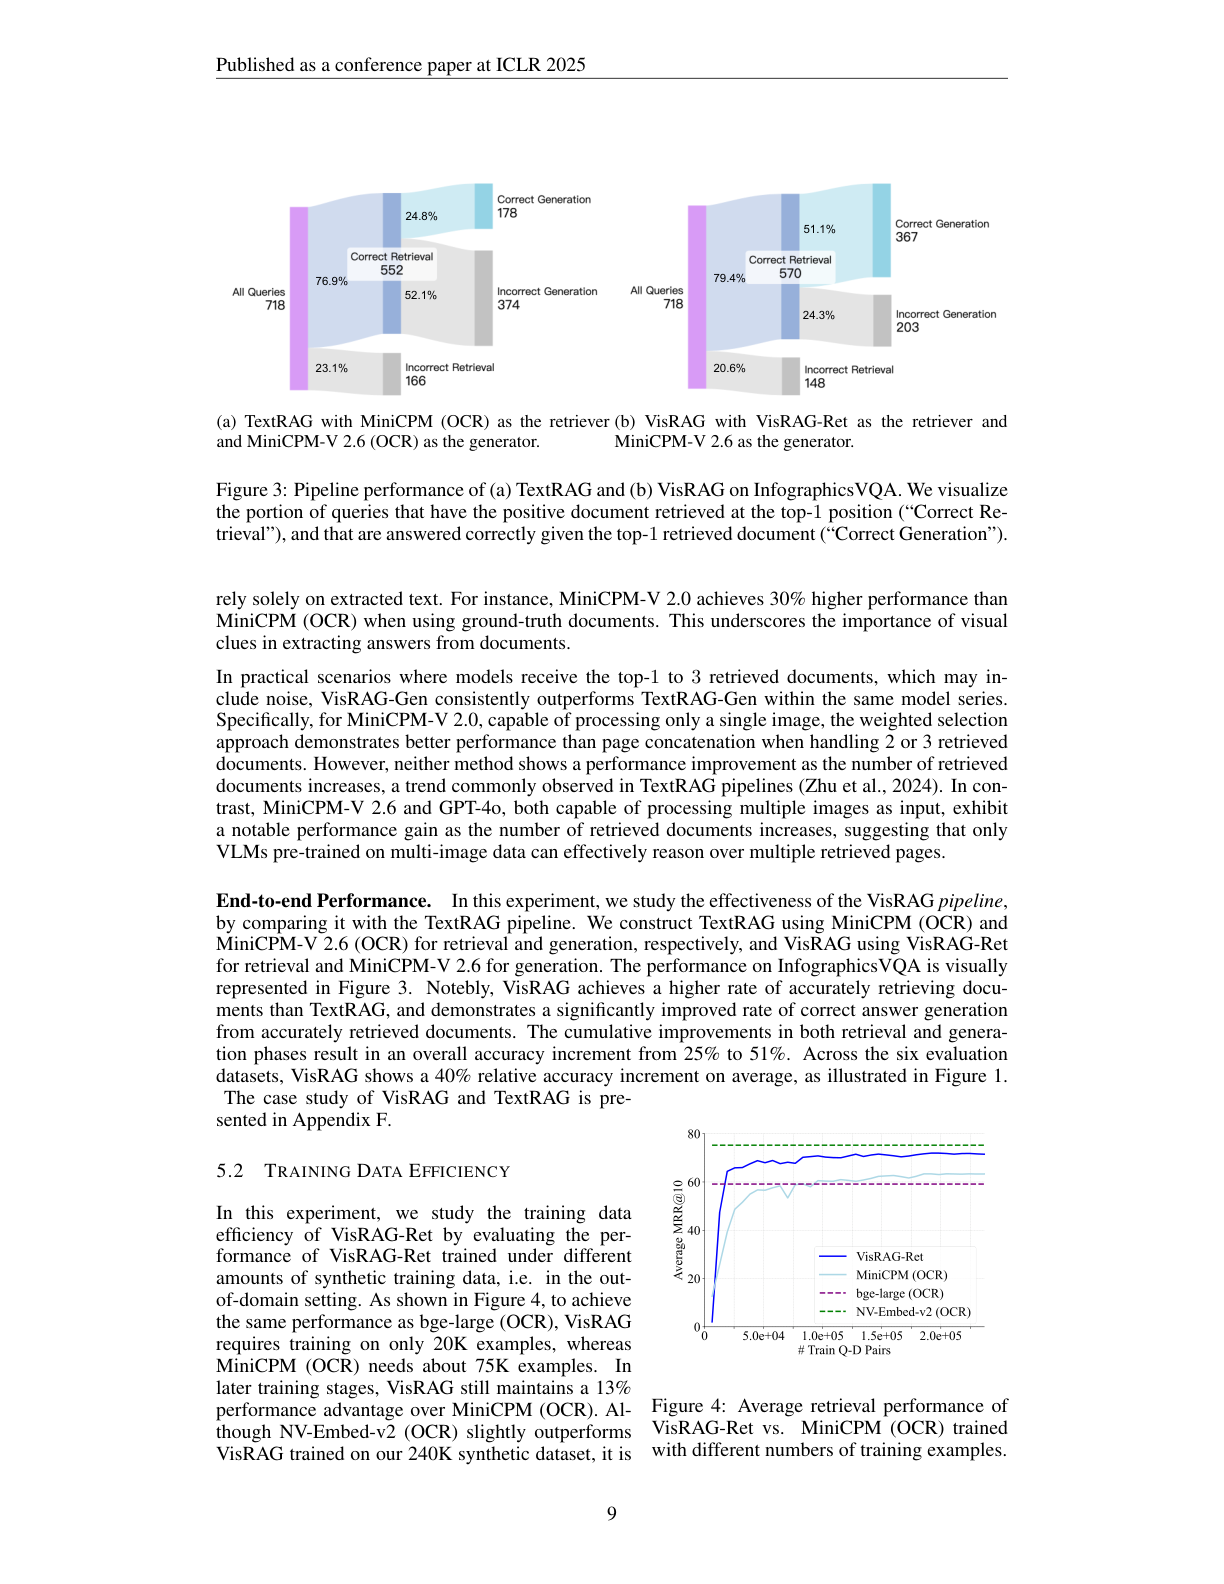 Published as a conference paper at ICLR 2025
Correct Generation
178
24.8%
Correct Retrieval
552
76.9%
All Queries
718
52.1%
Incorrect Generation
374
23.1%
Incorrect Retrieval
166
51.1%
Correct Generation
367
Correct Retrieval
570
79.4%
All Queries
718
24.3%
Incorrect Generation
203
20.6%
Incorrect Retrieval
148
(a) TextRAG with MiniCPM (OCR) as the retriever
and MiniCPM-V 2.6 (OCR) as the generator.
(b) VisRAG with VisRAG-Ret as the retriever and
MiniCPM-V 2.6 as the generator.
Figure 3: Pipeline performance of (a) TextRAG and (b) VisRAG on InfographicsVQA. We visualize
the portion of queries that have the positive document retrieved at the top-1 position (“Correct Re-
trieval”), and that are answered correctly given the top-1 retrieved document (“Correct Generation”).
rely solely on extracted text. For instance, MiniCPM-V 2.0 achieves 30% higher performance than
MiniCPM (OCR) when using ground-truth documents. This underscores the importance of visual
clues in extracting answers from documents.
In practical scenarios where models receive the top-1 to 3 retrieved documents, which may in-
clude noise, VisRAG-Gen consistently outperforms TextRAG-Gen within the same model series.
Specifically, for MiniCPM-V 2.0, capable of processing only a single image, the weighted selection
approach demonstrates better performance than page concatenation when handling 2 or 3 retrieved
documents. However, neither method shows a performance improvement as the number of retrieved
documents increases, a trend commonly observed in TextRAG pipelines (Zhu et al., 2024). In con-
trast, MiniCPM-V 2.6 and GPT-4o, both capable of processing multiple images as input, exhibit
a notable performance gain as the number of retrieved documents increases, suggesting that only
VLMs pre-trained on multi-image data can effectively reason over multiple retrieved pages.
End-to-end Performance. In this experiment, we study the effectiveness of the VisRAG pipeline,
by comparing it with the TextRAG pipeline. We construct TextRAG using MiniCPM (OCR) and
MiniCPM-V 2.6 (OCR) for retrieval and generation, respectively, and VisRAG using VisRAG-Ret
for retrieval and MiniCPM-V 2.6 for generation. The performance on InfographicsVQA is visually
represented in Figure 3. Notebly, VisRAG achieves a higher rate of accurately retrieving docu-
ments than TextRAG, and demonstrates a significantly improved rate of correct answer generation
from accurately retrieved documents. The cumulative improvements in both retrieval and genera-
tion phases result in an overall accuracy increment from 25% to 51%. Across the six evaluation
datasets, VisRAG shows a 40% relative accuracy increment on average, as illustrated in Figure 1.
The case study of VisRAG and TextRAG is pre-
sented in Appendix F.
5.2 TRAINING DATA EFFICIENCY
In this experiment, we study the training data
efficiency of VisRAG-Ret by evaluating the per-
formance of VisRAG-Ret trained under different
amounts of synthetic training data, i.e. in the out-
of-domain setting. As shown in Figure 4, to achieve
the same performance as bge-large (OCR), VisRAG
requires training on only 20K examples, whereas
MiniCPM (OCR) needs about 75K examples. In
later training stages, VisRAG still maintains a 13%
performance advantage over MiniCPM (OCR). Al-
though NV-Embed-v2 (OCR) slightly outperforms
VisRAG trained on our 240K synthetic dataset, it is
80
60
40
20
0
Average MRR@10
VisRAG-Ret
MiniCPM (OCR)
bge-large (OCR)
NV-Embed-v2 (OCR)
0 5.0e+04 1.0e+05 1.5e+05 2.0e+05
# Train Q-D Pairs
Figure 4: Average retrieval performance of
VisRAG-Ret vs. MiniCPM (OCR) trained
with different numbers of training examples.
9